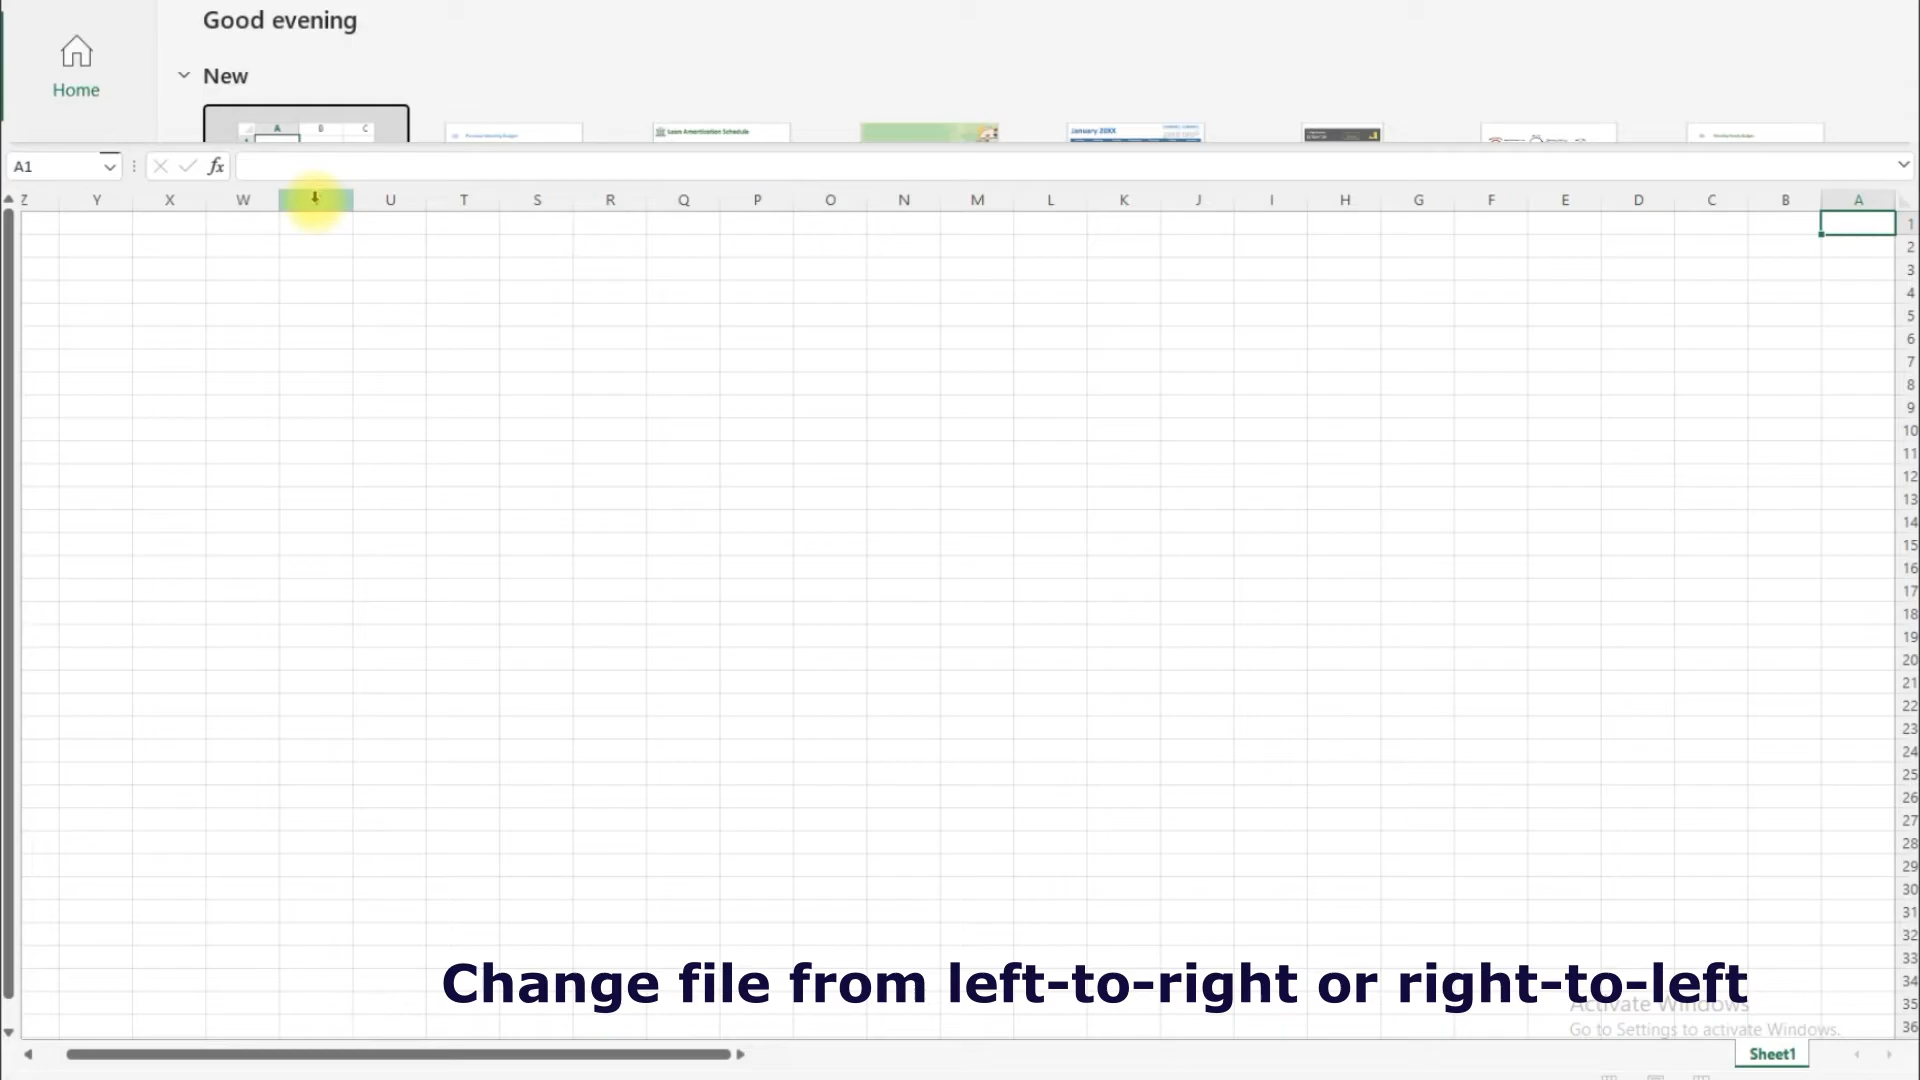 Good evening
Home
New
A B C
Personal Monthly Budget
Loan Amortization Schedule
January 20XX
Monthly Family Budget
A1
fx
Z Y X W U T S R Q P O N M L K J I H G F E D C B A
1
2
3
4
5
6
7
8
9
10
11
12
13
14
15
16
17
18
19
20
21
22
23
24
25
26
27
28
29
30
31
32
33
34
35
36
Change file from left-to-right or right-to-left
Activate Windows
Go to Settings to activate Windows.
Sheet1